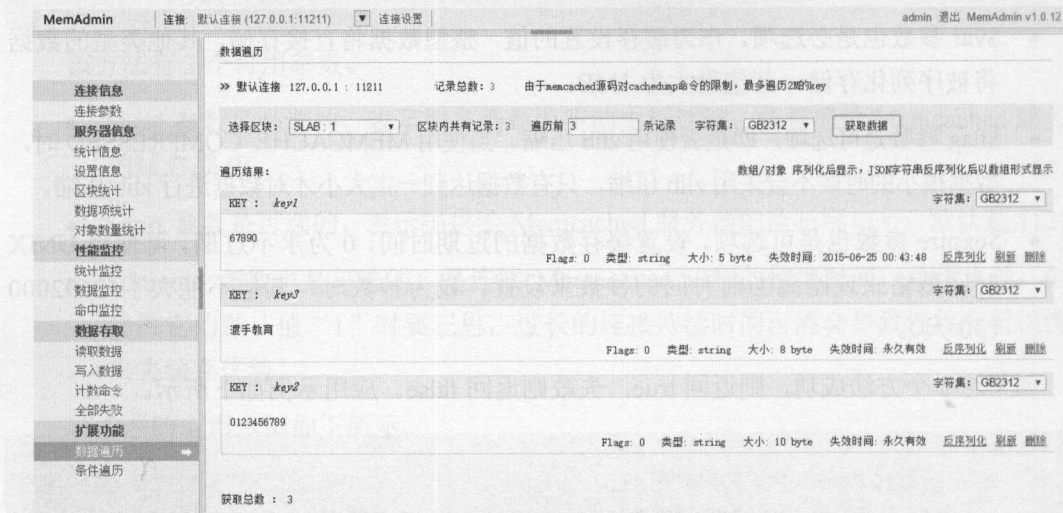 MemAdmin 连接: 默认连接 (127.0.0.1:11211) 连接设置 admin 退出 MemAdmin v1.0.12
数据遍历
连接信息
连接参数
服务器信息
统计信息
设置信息
区块统计
数据项统计
对象数量统计
性能监控
统计监控
数据监控
命中监控
数据存取
读取数据
写入数据
计数命令
全部失效
扩展功能
数据遍历
条件遍历
>> 默认连接 127.0.0.1 : 11211 记录总数: 3 由于memcached源码对cachedump命令的限制，最多遍历2M的key
选择区块: SLAB : 1 区块内共有记录: 3 遍历前 3 条记录 字符集: GB2312 获取数据
遍历结果: 数组/对象 序列化后显示，JSON字符串反序列化后以数组形式显示
KEY : key1 字符集: GB2312
67890
Flags: 0 类型: string 大小: 5 byte 失效时间: 2015-06-25 00:43:48 反序列化 刷新 删除
KEY : key3 字符集: GB2312
渡手教育
Flags: 0 类型: string 大小: 8 byte 失效时间: 永久有效 反序列化 刷新 删除
KEY : key2 字符集: GB2312
0123456789
Flags: 0 类型: string 大小: 10 byte 失效时间: 永久有效 反序列化 刷新 删除
获取总数 : 3